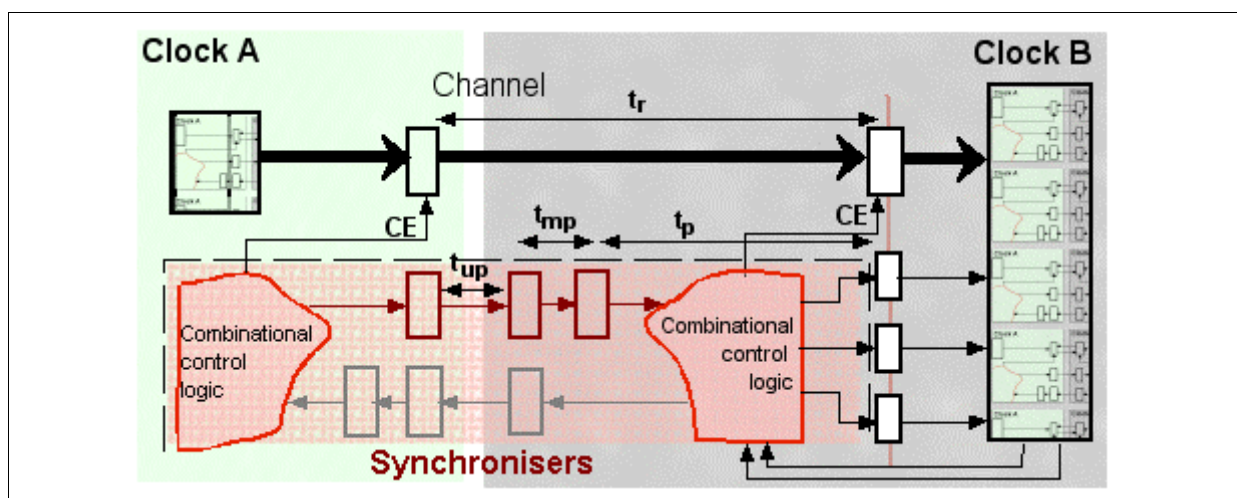 Clock A
Clock B
Channel
tr
CE
CE
tmp
tp
tup
Combinational
control
logic
Combinational
control
logic
Synchronisers